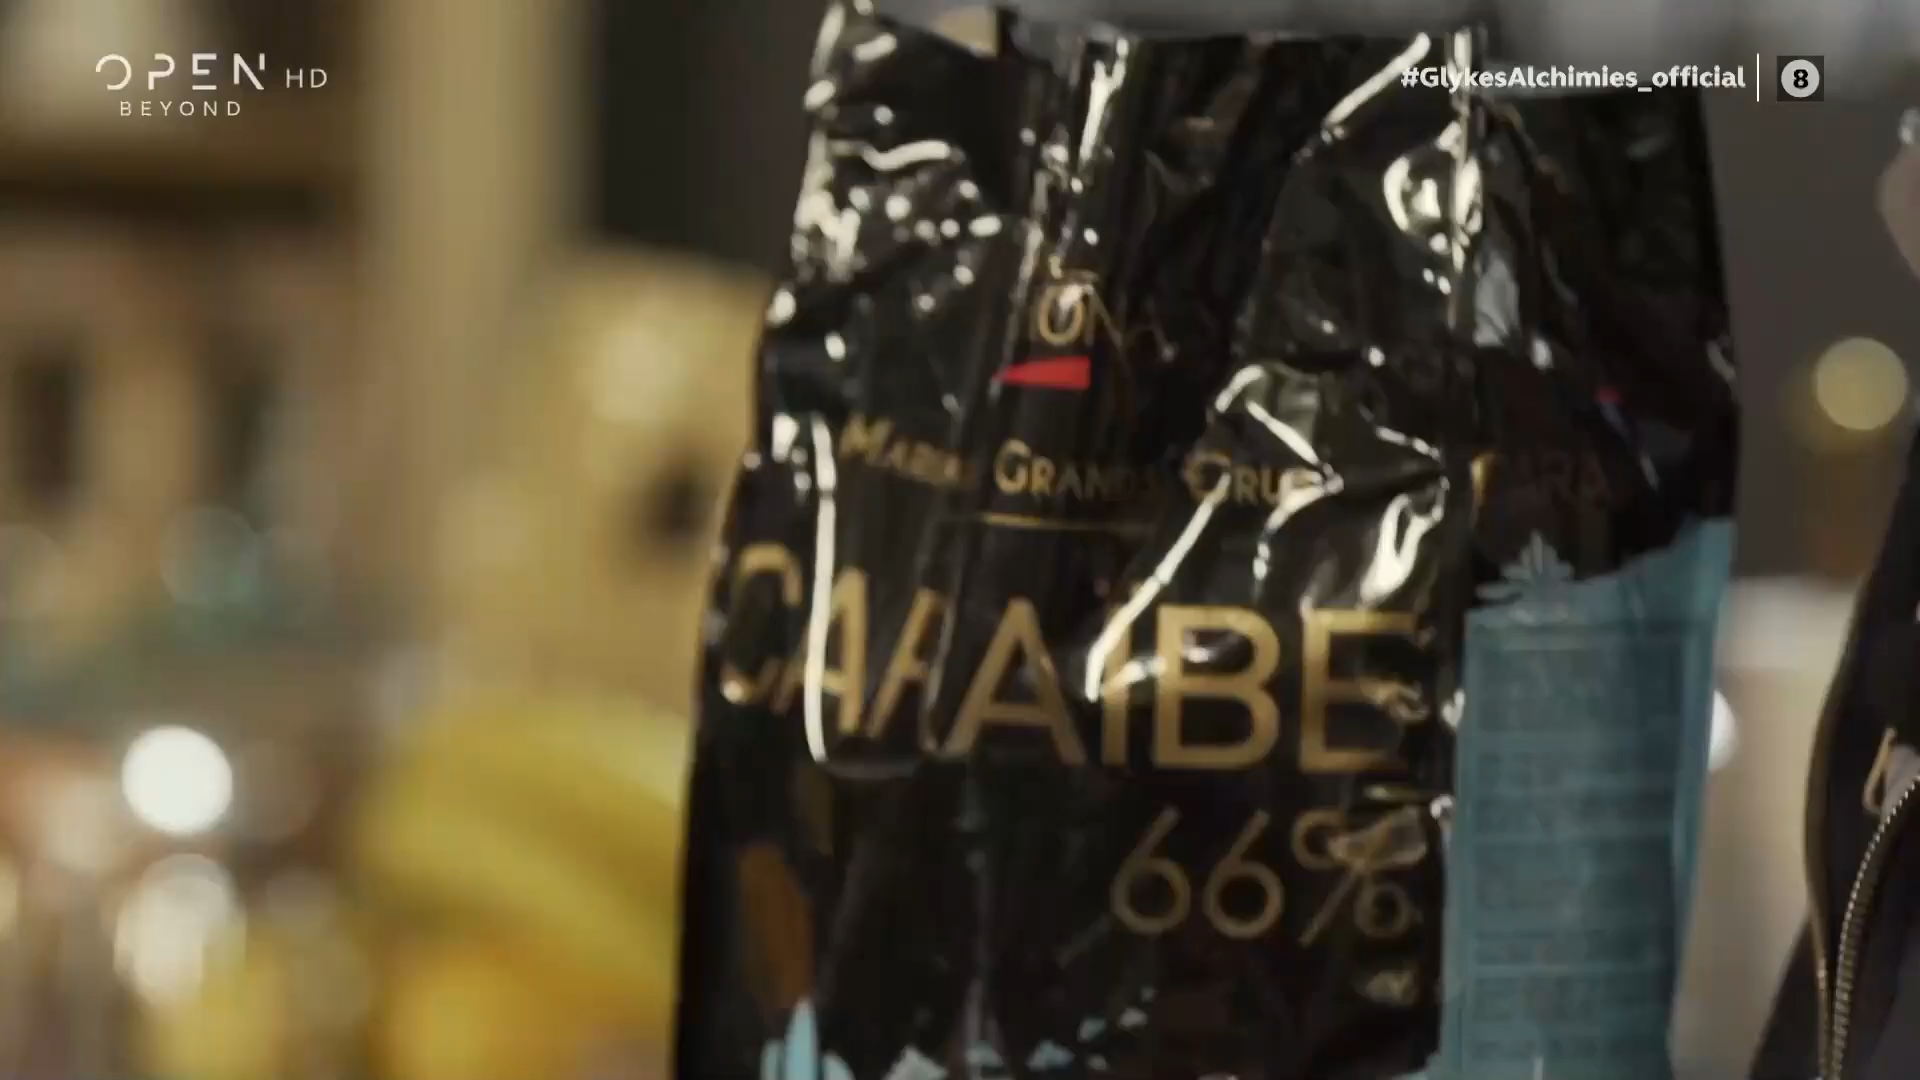 OPEN HD
BEYOND
#GlykesAlchimies_official
8
GRANDS CRUS
CARAIBE
66%